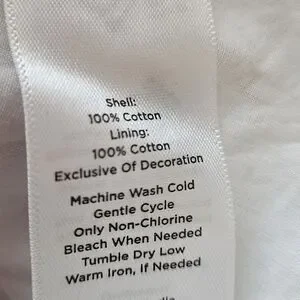 Shell:
100% Cotton
Lining:
100% Cotton
Exclusive Of Decoration
Machine Wash Cold
Gentle Cycle
Only Non-Chlorine
Bleach When Needed
Tumble Dry Low
Warm Iron, If Needed